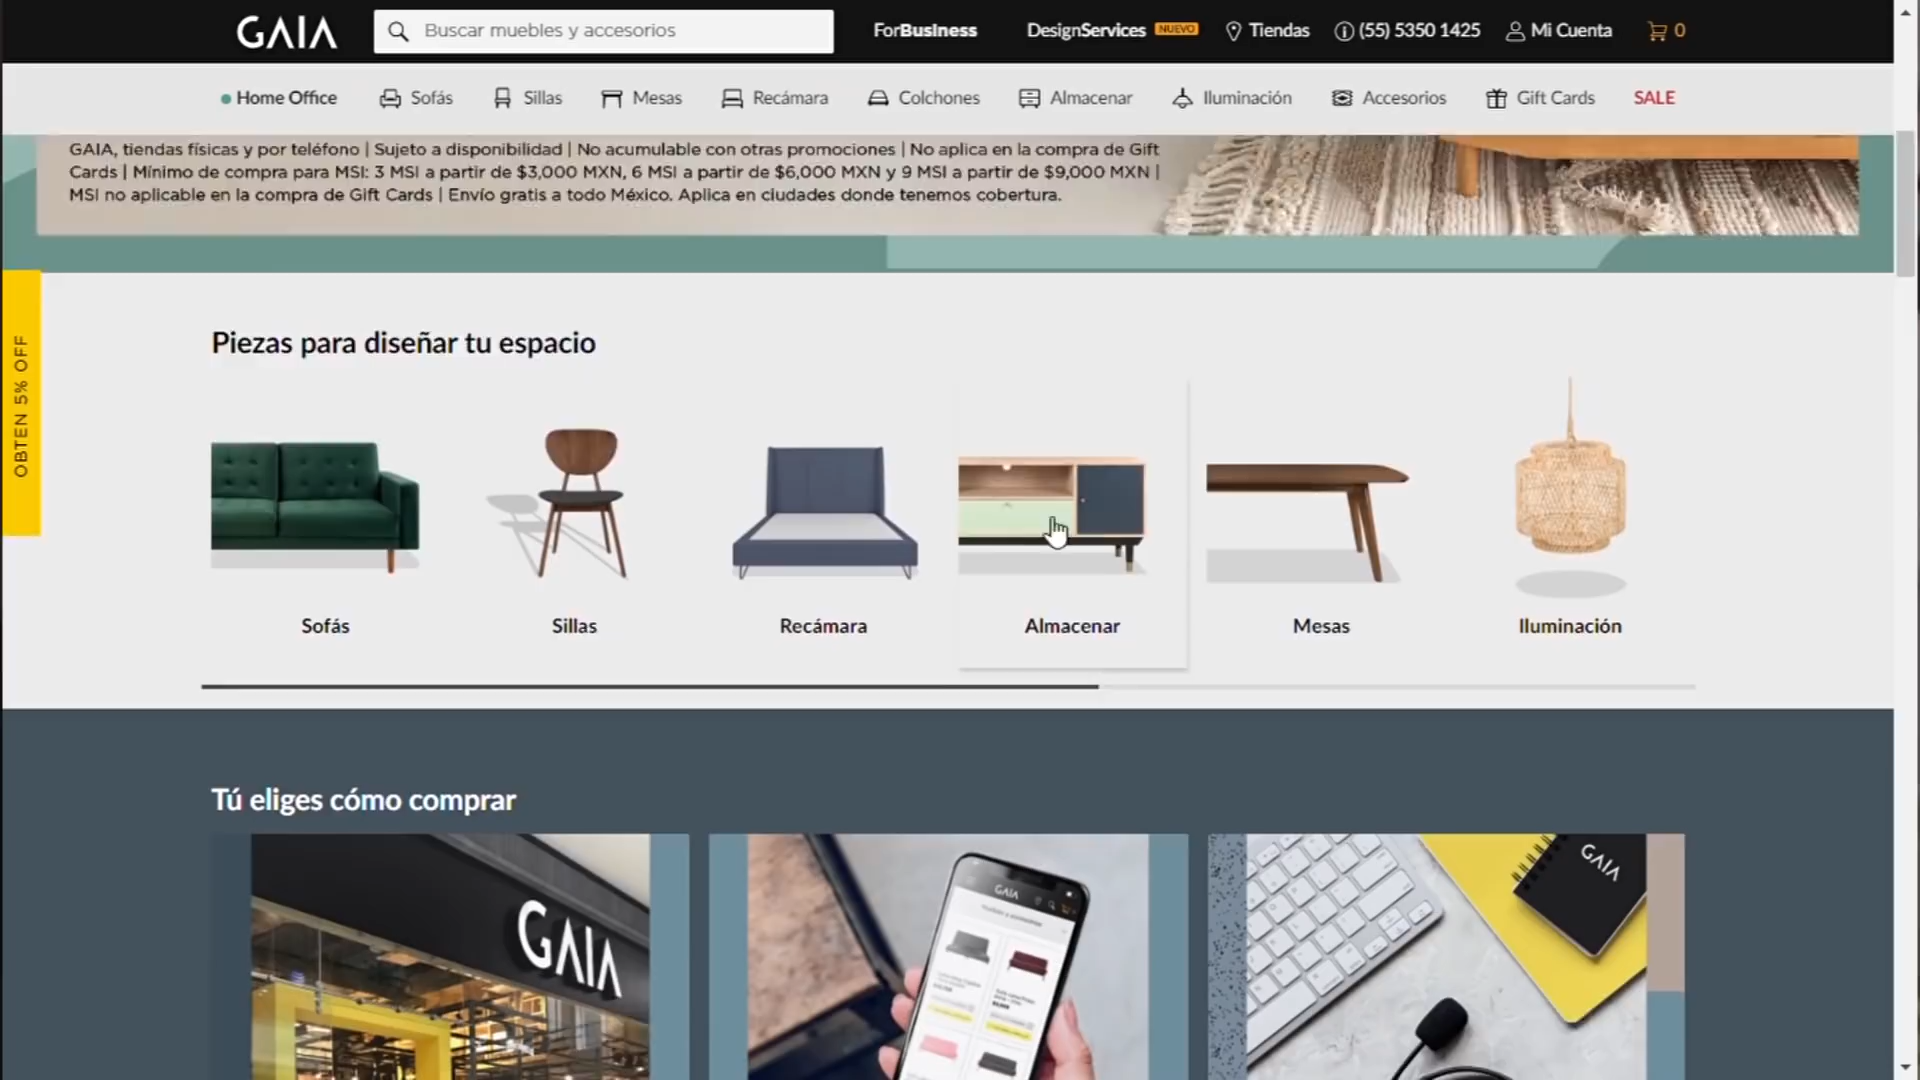 GAIA
Buscar muebles y accesorios
ForBusiness
DesignServices NUEVO
Tiendas
(55) 5350 1425
Mi Cuenta
0
Home Office
Sofás
Sillas
Mesas
Recámara
Colchones
Almacenar
Iluminación
Accesorios
Gift Cards
SALE
GAIA, tiendas físicas y por teléfono | Sujeto a disponibilidad | No acumulable con otras promociones | No aplica en la compra de Gift
Cards | Mínimo de compra para MSI: 3 MSI a partir de $3,000 MXN, 6 MSI a partir de $6,000 MXN y 9 MSI a partir de $9,000 MXN |
MSI no aplicable en la compra de Gift Cards | Envío gratis a todo México. Aplica en ciudades donde tenemos cobertura.
OBTEN 5% OFF
Piezas para diseñar tu espacio
Sofás
Sillas
Recámara
Almacenar
Mesas
Iluminación
Tú eliges cómo comprar
GAIA
GAIA
GAIA